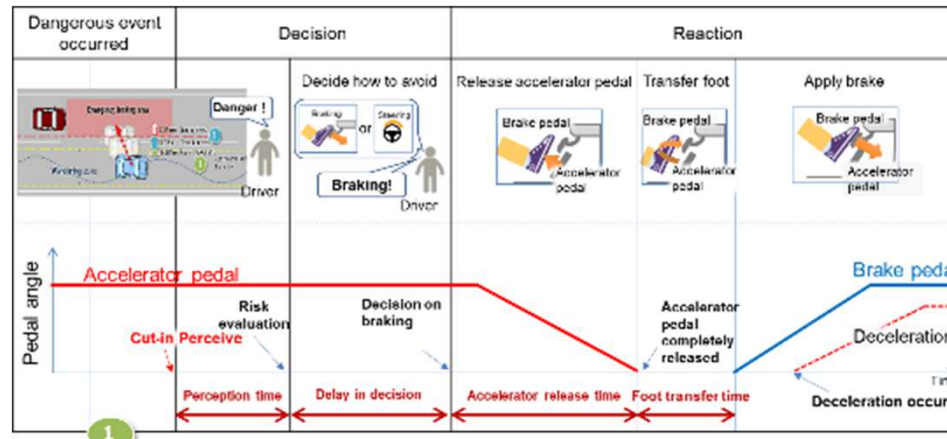 Dangerous event
occurred
Decision
Reaction
Danger !
Driver
Decide how to avoid
Braking
or
Steering
Braking!
Driver
Release accelerator pedal
Brake pedal
Accelerator
pedal
Transfer foot
Brake pedal
Accelerator
pedal
Apply brake
Brake pedal
Accelerator
pedal
Pedal angle
Accelerator pedal
Cut-in Perceive
Risk
evaluation
Decision on
braking
Accelerator
pedal
completely
released
Brake peda
Deceleration
Tim
Deceleration occur
Perception time
Delay in decision
Accelerator release time
Foot transfer time
1